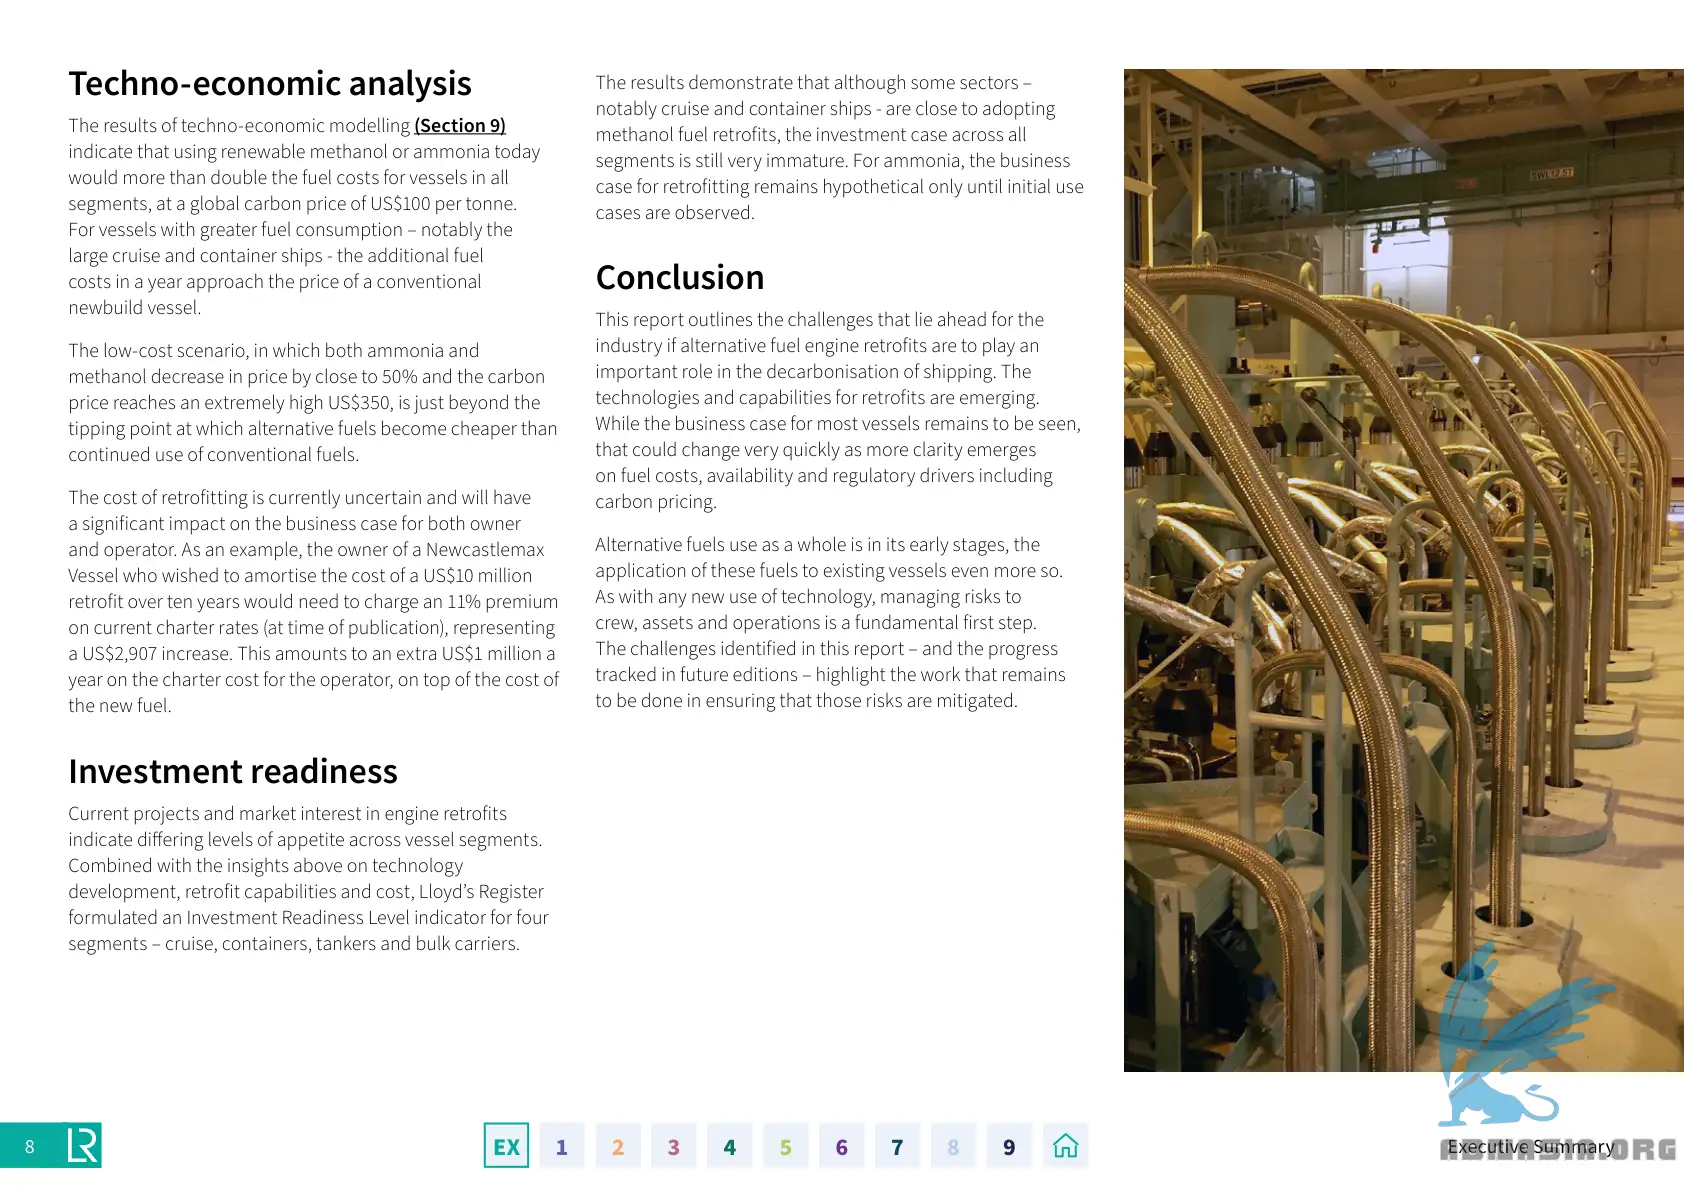 Techno-economic analysis
The results of techno-economic modelling (Section 9)
indicate that using renewable methanol or ammonia today
would more than double the fuel costs for vessels in all
segments, at a global carbon price of US$100 per tonne.
For vessels with greater fuel consumption – notably the
large cruise and container ships - the additional fuel
costs in a year approach the price of a conventional
newbuild vessel.
The low-cost scenario, in which both ammonia and
methanol decrease in price by close to 50% and the carbon
price reaches an extremely high US$350, is just beyond the
tipping point at which alternative fuels become cheaper than
continued use of conventional fuels.
The cost of retrofitting is currently uncertain and will have
a significant impact on the business case for both owner
and operator. As an example, the owner of a Newcastlemax
Vessel who wished to amortise the cost of a US$10 million
retrofit over ten years would need to charge an 11% premium
on current charter rates (at time of publication), representing
a US$2,907 increase. This amounts to an extra US$1 million a
year on the charter cost for the operator, on top of the cost of
the new fuel.
Investment readiness
Current projects and market interest in engine retrofits
indicate differing levels of appetite across vessel segments.
Combined with the insights above on technology
development, retrofit capabilities and cost, Lloyd’s Register
formulated an Investment Readiness Level indicator for four
segments – cruise, containers, tankers and bulk carriers.
The results demonstrate that although some sectors –
notably cruise and container ships - are close to adopting
methanol fuel retrofits, the investment case across all
segments is still very immature. For ammonia, the business
case for retrofitting remains hypothetical only until initial use
cases are observed.
Conclusion
This report outlines the challenges that lie ahead for the
industry if alternative fuel engine retrofits are to play an
important role in the decarbonisation of shipping. The
technologies and capabilities for retrofits are emerging.
While the business case for most vessels remains to be seen,
that could change very quickly as more clarity emerges
on fuel costs, availability and regulatory drivers including
carbon pricing.
Alternative fuels use as a whole is in its early stages, the
application of these fuels to existing vessels even more so.
As with any new use of technology, managing risks to
crew, assets and operations is a fundamental first step.
The challenges identified in this report – and the progress
tracked in future editions – highlight the work that remains
to be done in ensuring that those risks are mitigated.
SWL 12.5T
8 LR
EX 1 2 3 4 5 6 7 8 9
Executive Summary
ASIAASIA.ORG